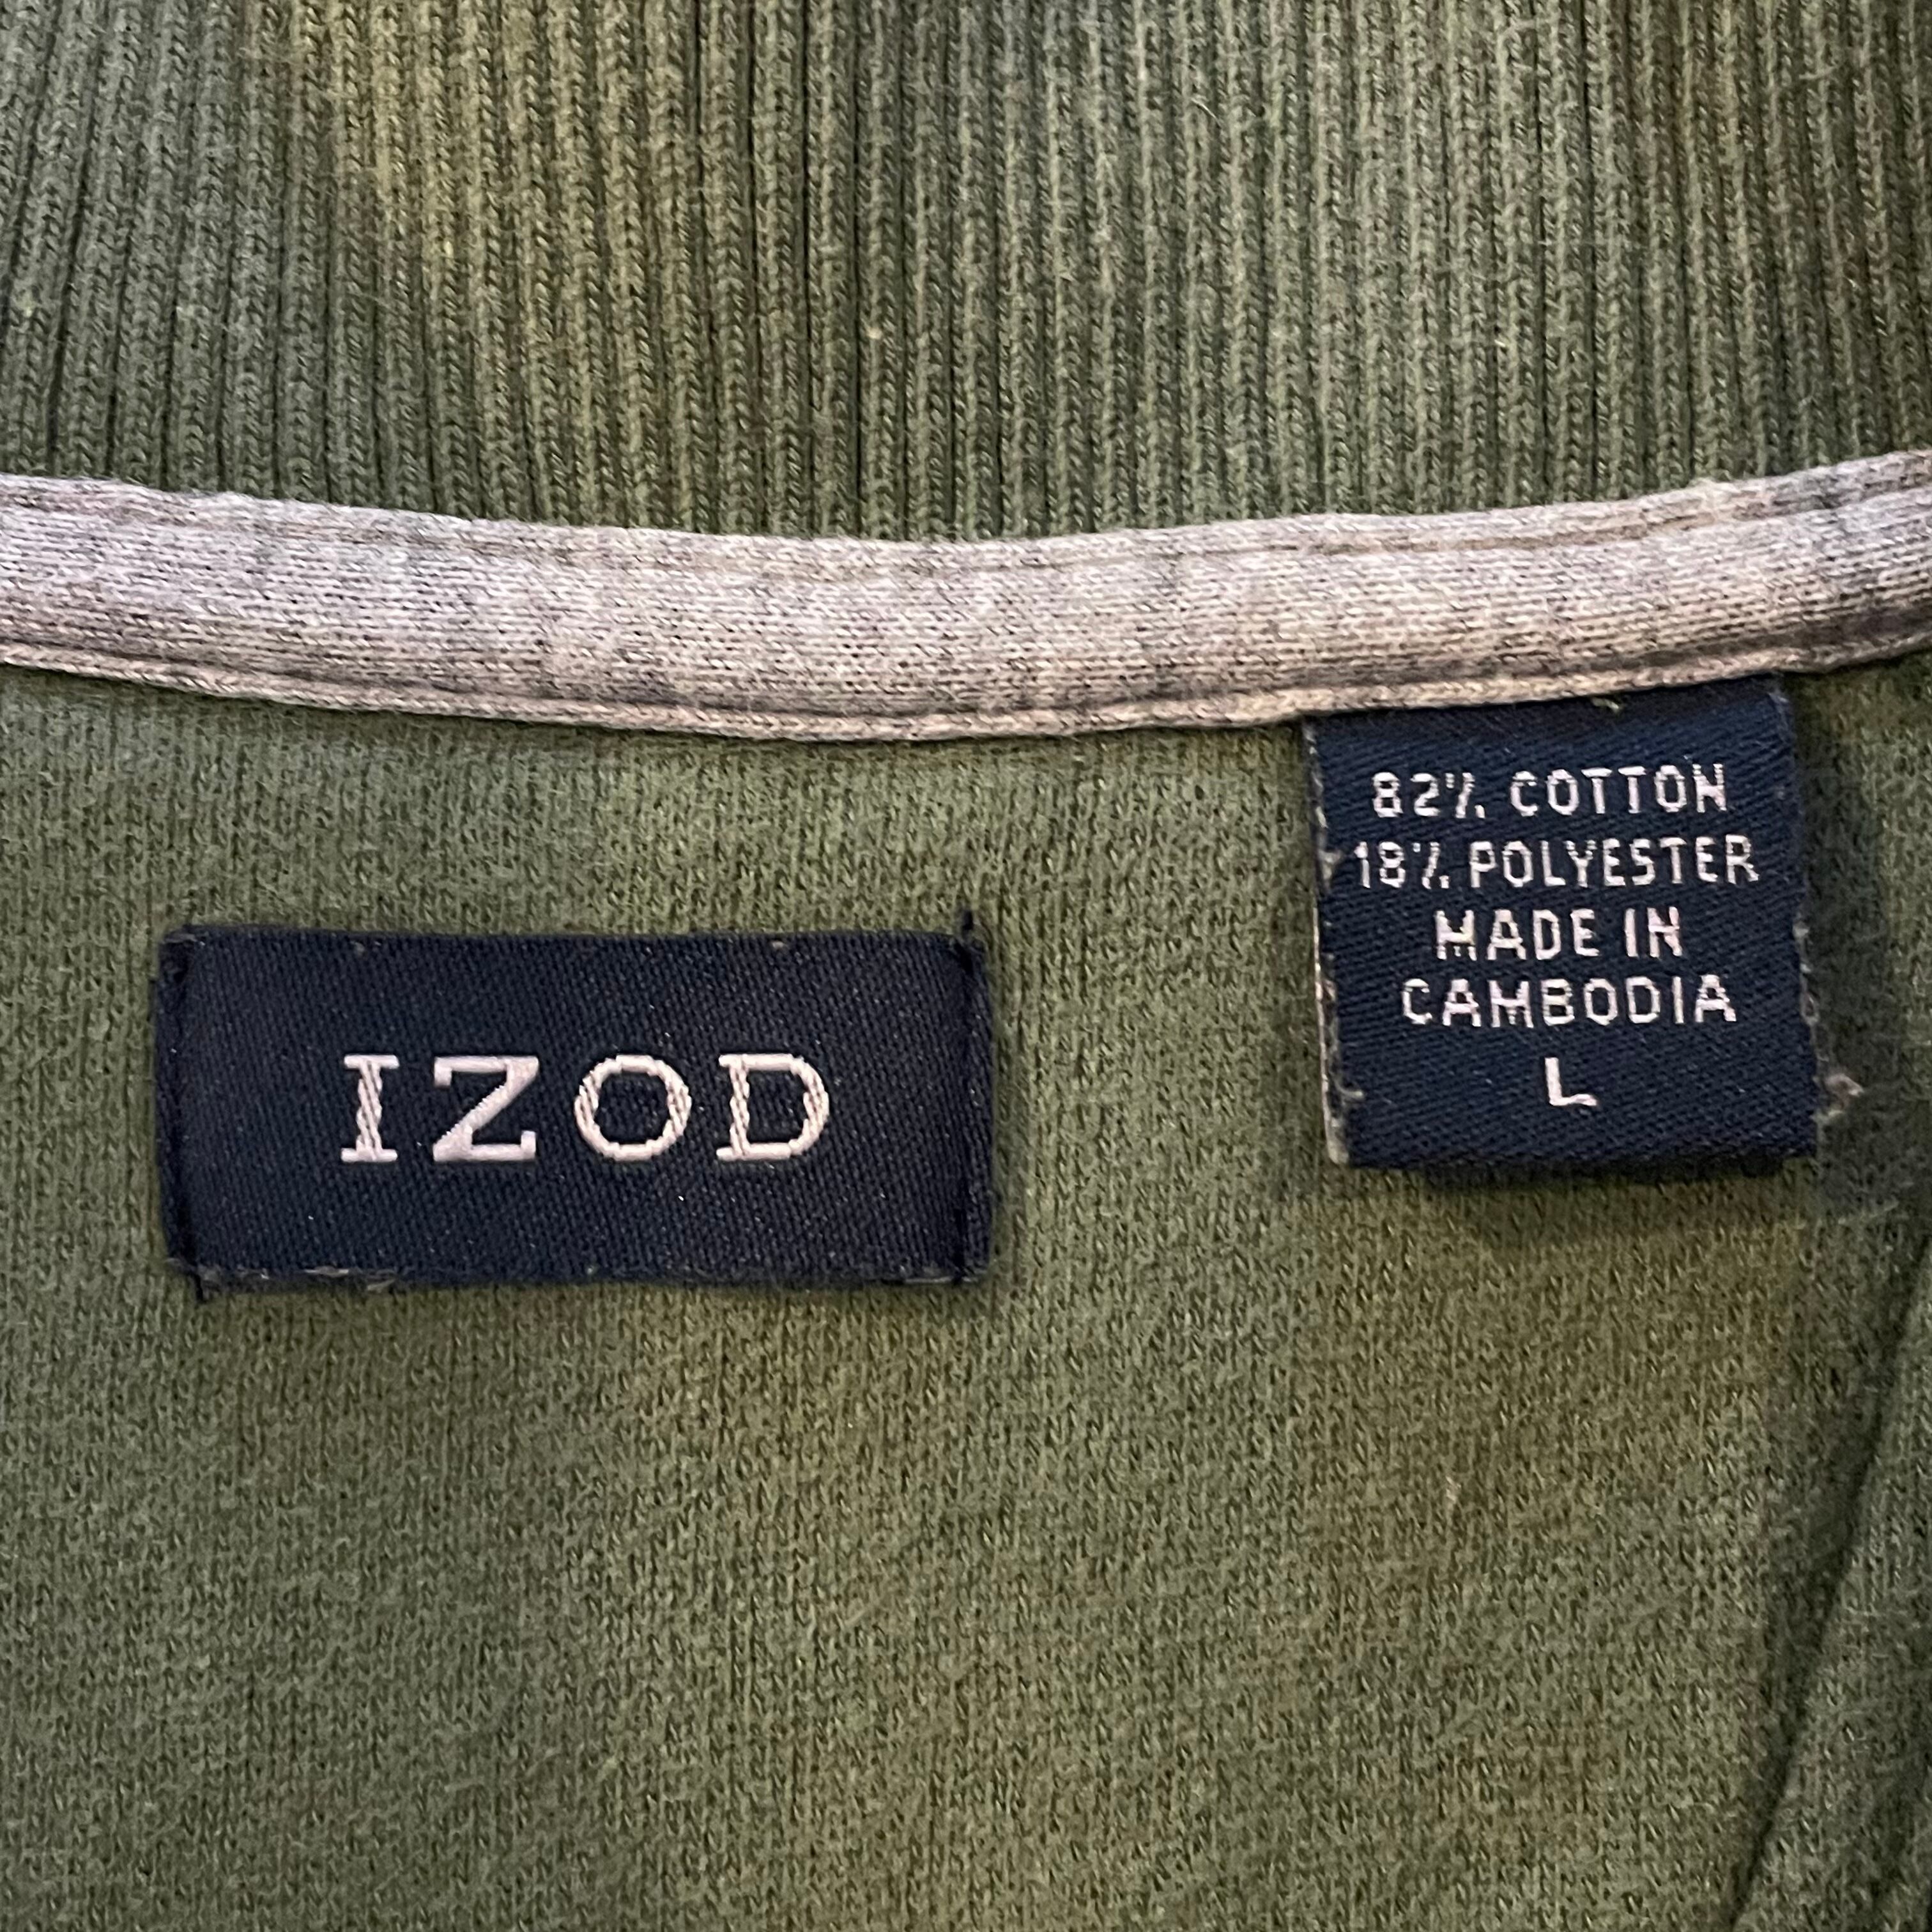 IZOD
82% COTTON
18% POLYESTER
MADE IN
CAMBODIA
L